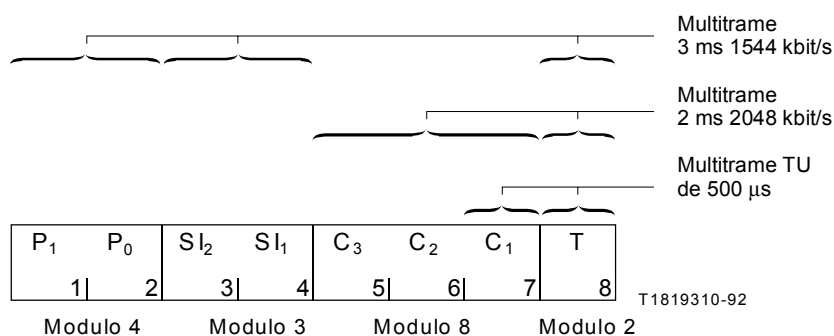 Multitrame
3 ms 1544 kbit/s
Multitrame
2 ms 2048 kbit/s
Multitrame TU
de 500 μs
P₁ P₀ SI₂ SI₁ C₃ C₂ C₁ T
1 2 3 4 5 6 7 8
T1819310-92
Modulo 4 Modulo 3 Modulo 8 Modulo 2